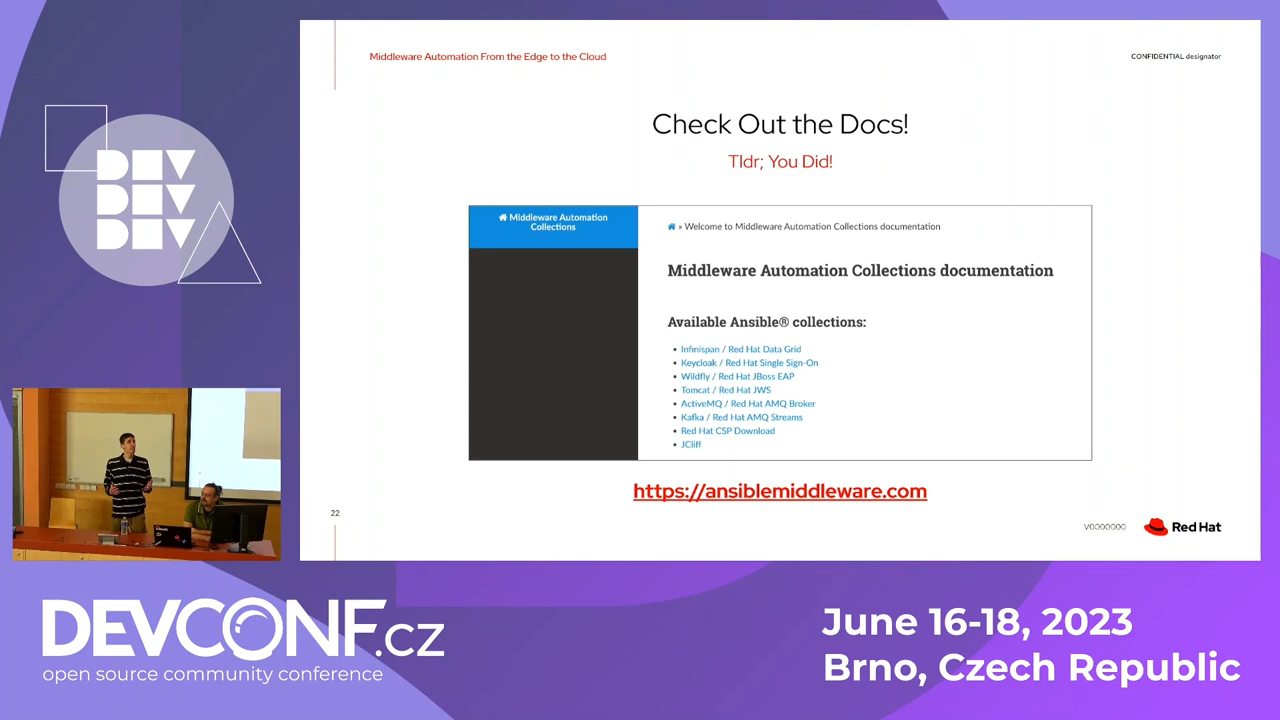 DEV
DEV
DEV
Middleware Automation From the Edge to the Cloud
CONFIDENTIAL designator
Check Out the Docs!
Tldr; You Did!
Middleware Automation
Collections
» Welcome to Middleware Automation Collections documentation
Middleware Automation Collections documentation
Available Ansible® collections:
• Infinispan / Red Hat Data Grid
• Keycloak / Red Hat Single Sign-On
• Wildfly / Red Hat JBoss EAP
• Tomcat / Red Hat JWS
• ActiveMQ / Red Hat AMQ Broker
• Kafka / Red Hat AMQ Streams
• Red Hat CSP Download
• JCliff
https://ansiblemiddleware.com
22
V0000000
Red Hat
DEVCONF.cz
open source community conference
June 16-18, 2023
Brno, Czech Republic